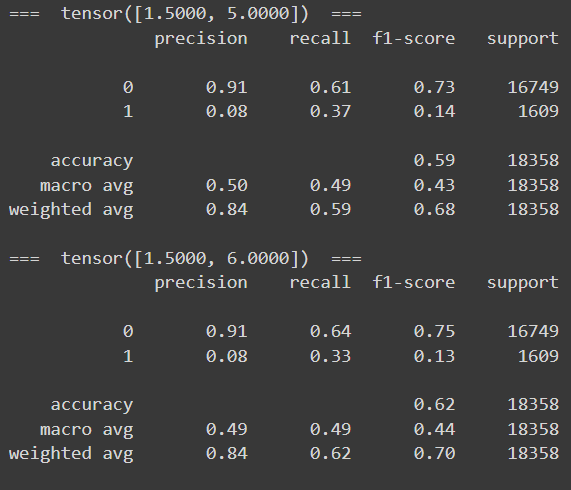 ===  tensor([1.5000, 5.0000])  ===
              precision    recall  f1-score   support

           0       0.91      0.61      0.73     16749
           1       0.08      0.37      0.14      1609

    accuracy                           0.59     18358
   macro avg       0.50      0.49      0.43     18358
weighted avg       0.84      0.59      0.68     18358

===  tensor([1.5000, 6.0000])  ===
              precision    recall  f1-score   support

           0       0.91      0.64      0.75     16749
           1       0.08      0.33      0.13      1609

    accuracy                           0.62     18358
   macro avg       0.49      0.49      0.44     18358
weighted avg       0.84      0.62      0.70     18358